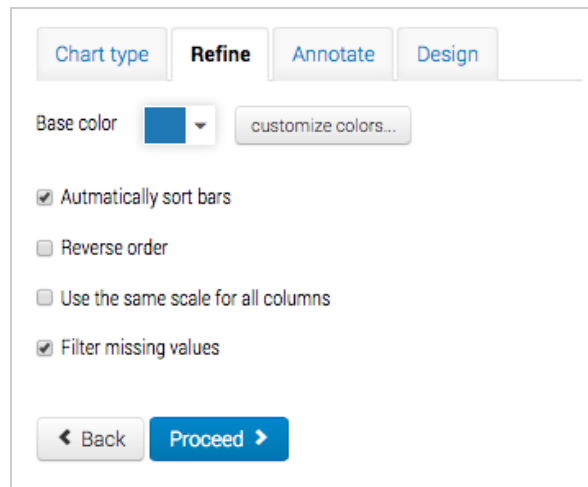 Chart type Refine Annotate Design
Base color customize colors...
Autmatically sort bars
Reverse order
Use the same scale for all columns
Filter missing values
Back Proceed